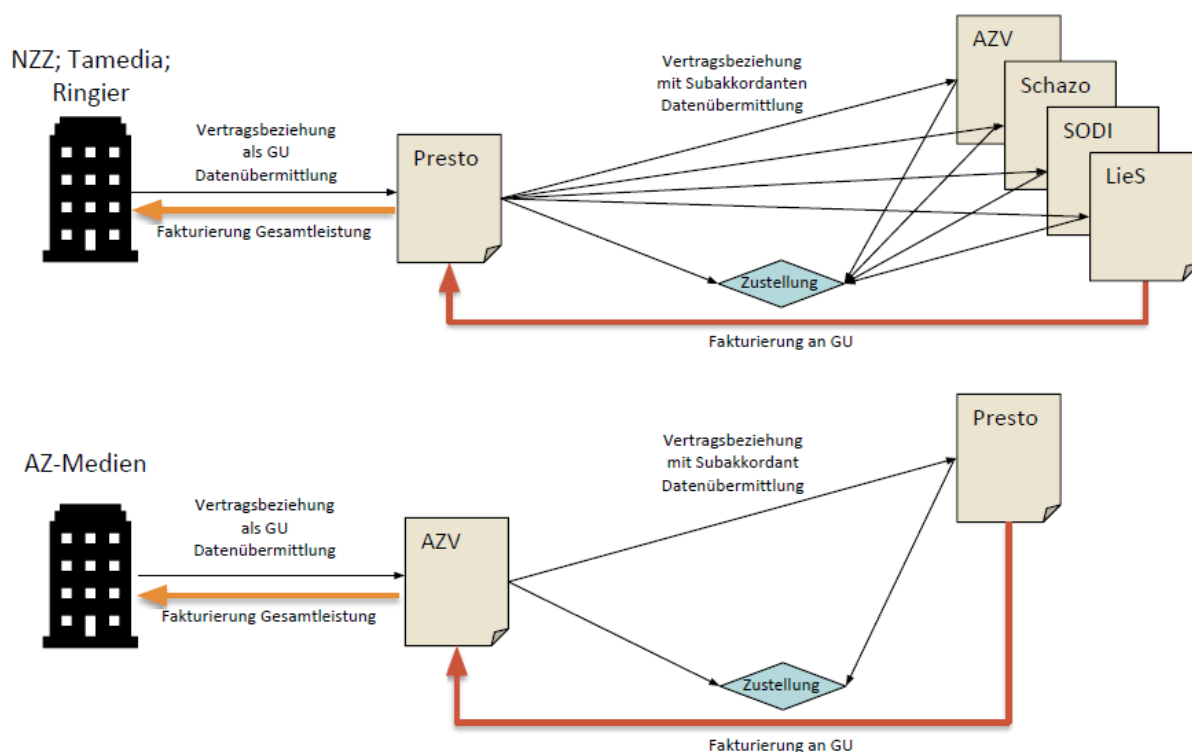 NZZ; Tamedia;
Ringier
Vertragsbeziehung
als GU
Datenübermittlung
Fakturierung Gesamtleistung
Presto
Vertragsbeziehung
mit Subakkordanten
Datenübermittlung
AZV
Schazo
SODI
LieS
Zustellung
Fakturierung an GU
AZ-Medien
Vertragsbeziehung
als GU
Datenübermittlung
Fakturierung Gesamtleistung
AZV
Vertragsbeziehung
mit Subakkordant
Datenübermittlung
Presto
Zustellung
Fakturierung an GU